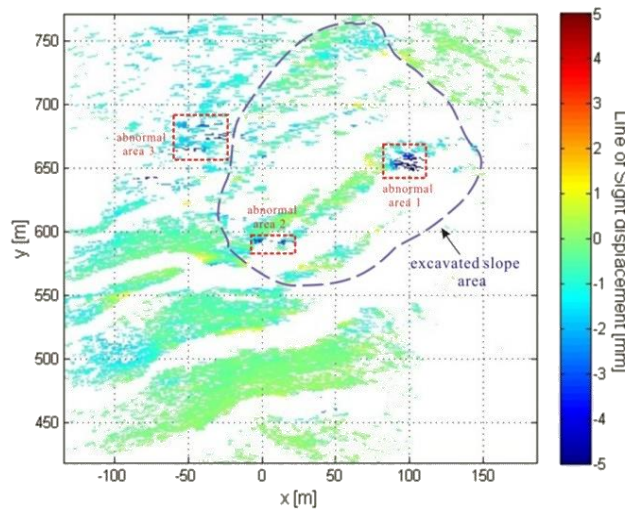 750
700
650
600
550
500
450
y [m]
-100
-50
0
50
100
150
x [m]
abnormal
area 3
abnormal
area 2
abnormal
area 1
excavated slope
area
5
4
3
2
1
0
-1
-2
-3
-4
-5
Line of Sight displacement [mm]